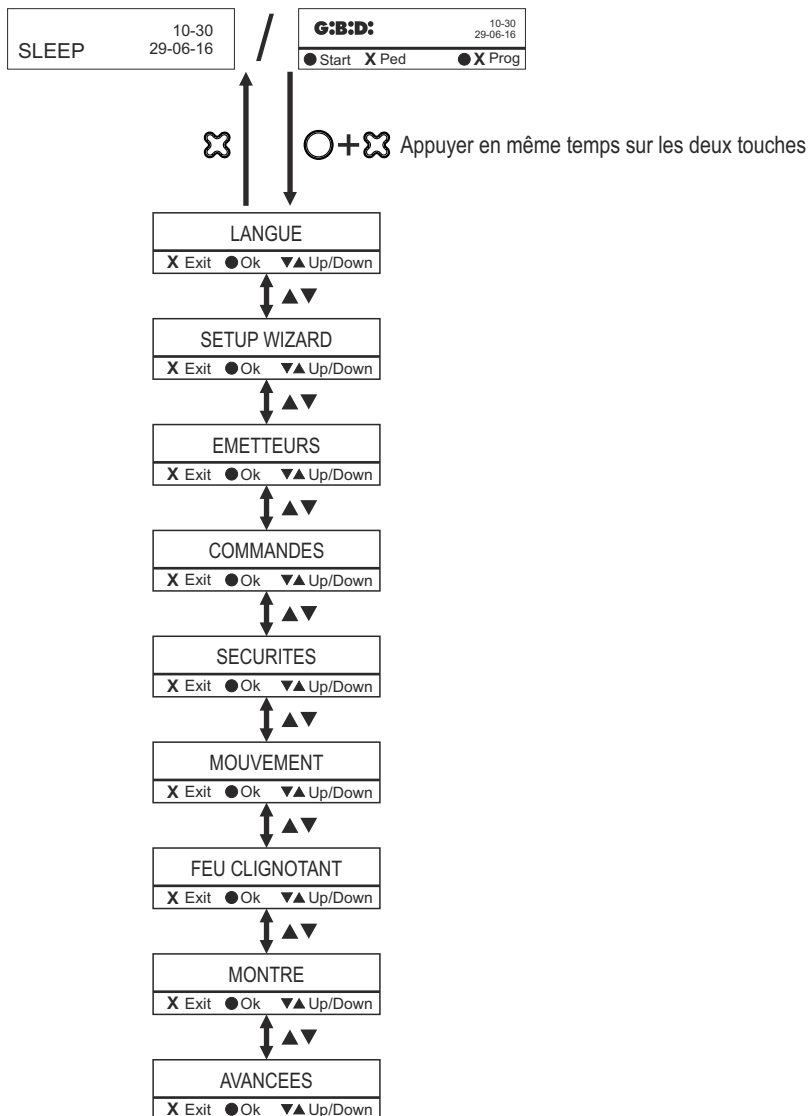 10-30
SLEEP 29-06-16
G:B:D: 10-30
29-06-16
● Start X Ped ● X Prog
Appuyer en même temps sur les deux touches
LANGUE
X Exit ● Ok ▼▲ Up/Down
▲▼
SETUP WIZARD
X Exit ● Ok ▼▲ Up/Down
▲▼
EMETTEURS
X Exit ● Ok ▼▲ Up/Down
▲▼
COMMANDES
X Exit ● Ok ▼▲ Up/Down
▲▼
SECURITES
X Exit ● Ok ▼▲ Up/Down
▲▼
MOUVEMENT
X Exit ● Ok ▼▲ Up/Down
▲▼
FEU CLIGNOTANT
X Exit ● Ok ▼▲ Up/Down
▲▼
MONTRE
X Exit ● Ok ▼▲ Up/Down
▲▼
AVANCEES
X Exit ● Ok ▼▲ Up/Down